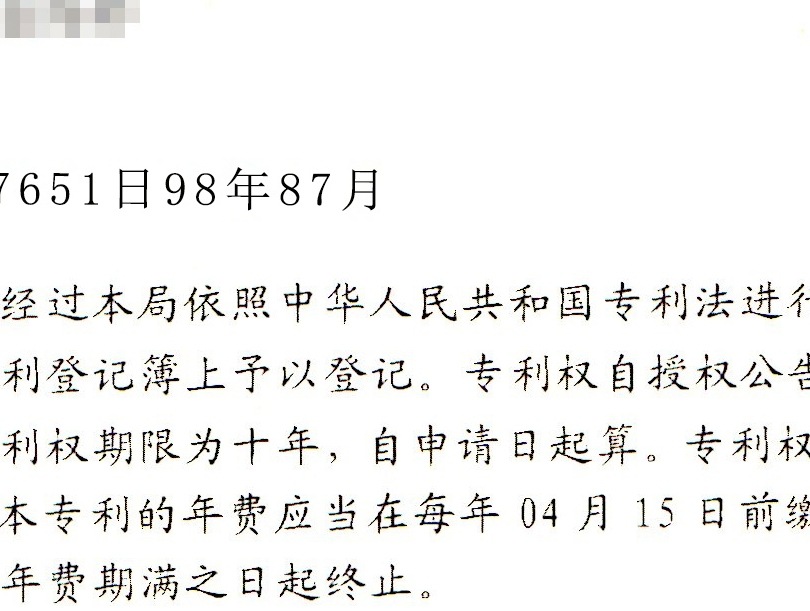 7651日98年87月
经过本局依照中华人民共和国专利法进行
利登记簿上予以登记。专利权自授权公告
利权期限为十年，自申请日起算。专利权
本专利的年费应当在每年 04 月 15 日前缴
年费期满之日起终止。